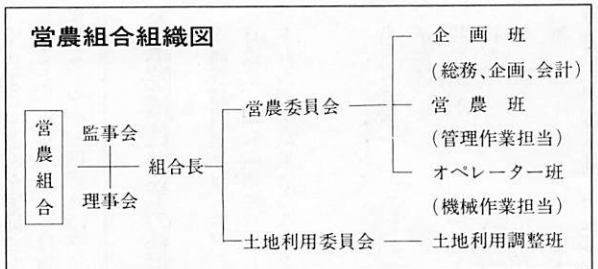 営農組合組織図
営農組合
監事会
理事会
組合長
営農委員会
企画班
(総務、企画、会計)
営農班
(管理作業担当)
オペレーター班
(機械作業担当)
土地利用委員会
土地利用調整班